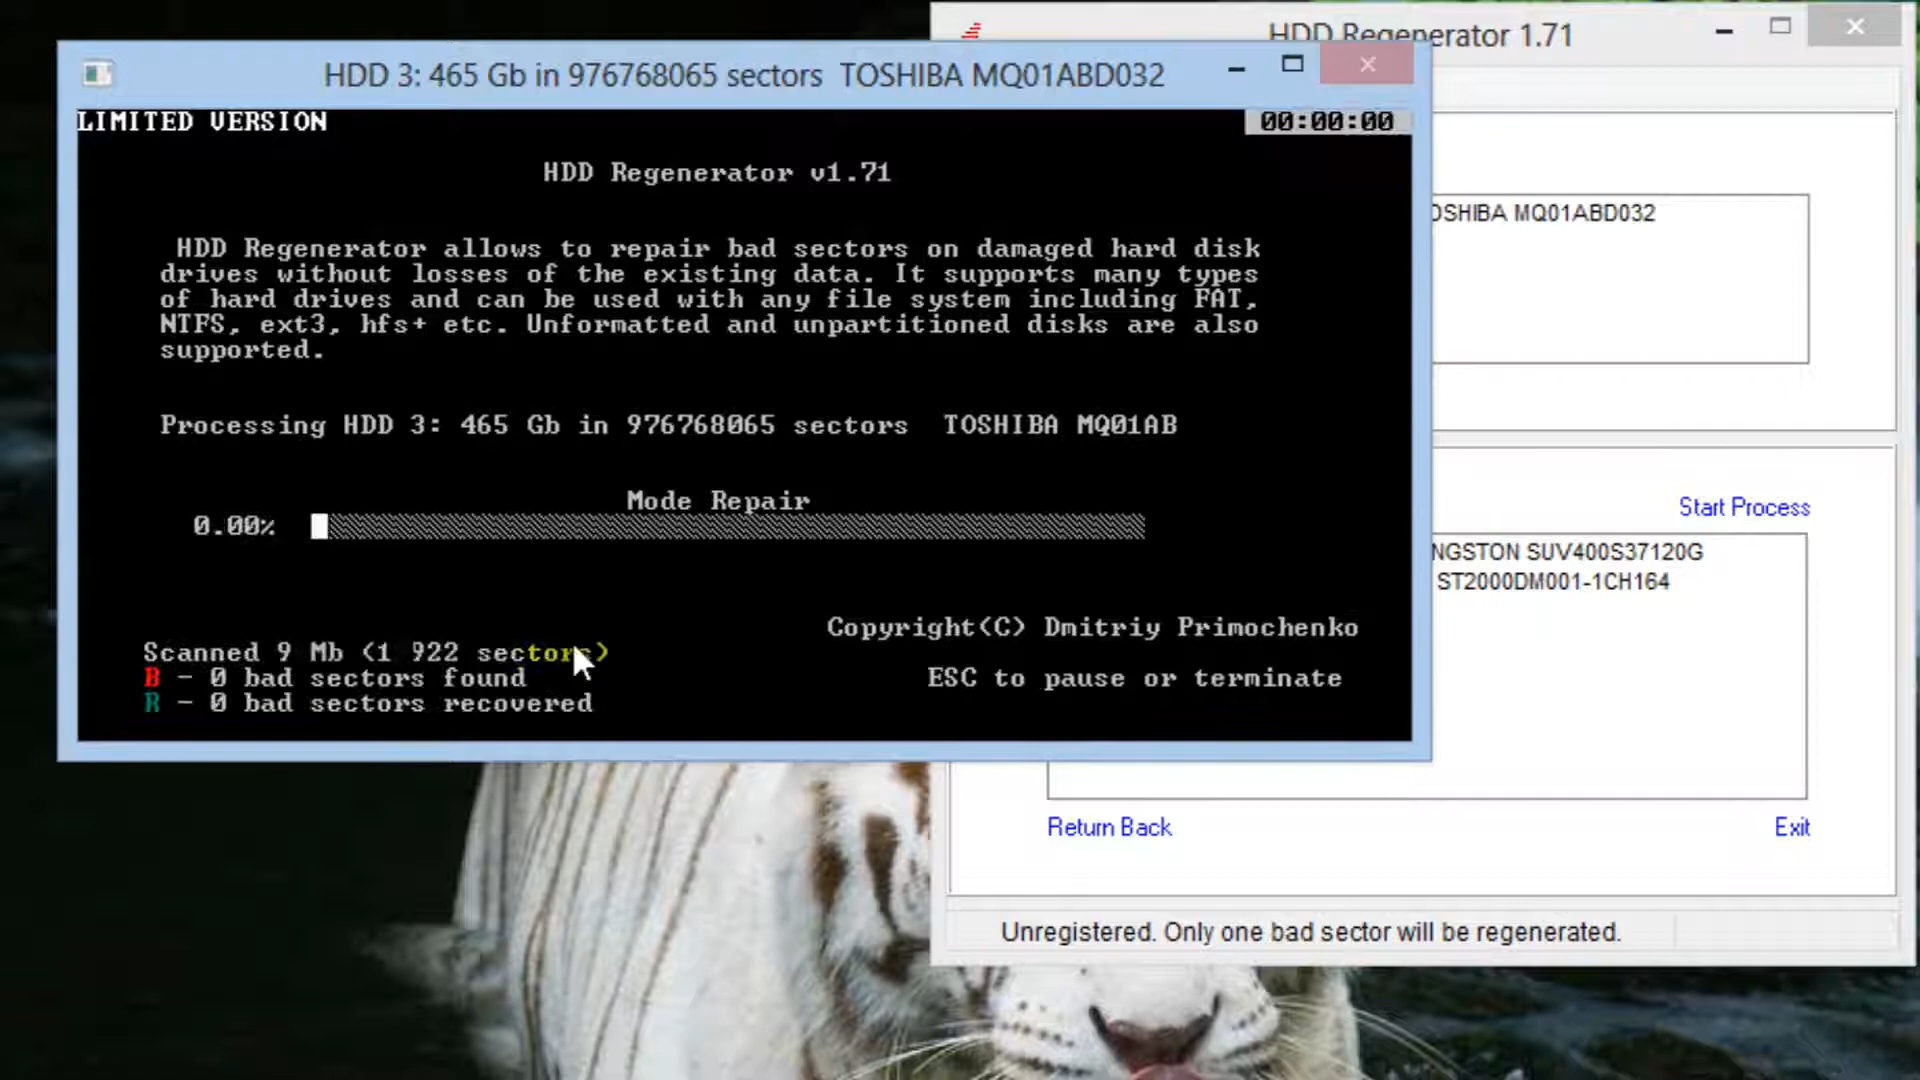 HDD Regenerator 1.71
HDD 3: 465 Gb in 976768065 sectors TOSHIBA MQ01ABD032
LIMITED VERSION
00:00:00
HDD Regenerator v1.71
HDD Regenerator allows to repair bad sectors on damaged hard disk
drives without losses of the existing data. It supports many types
of hard drives and can be used with any file system including FAT,
NTFS, ext3, hfs+ etc. Unformatted and unpartitioned disks are also
supported.
Processing HDD 3: 465 Gb in 976768065 sectors TOSHIBA MQ01AB
Mode Repair
0.00%
Copyright(C) Dmitriy Primochenko
Scanned 9 Mb (1 922 sectors)
B - 0 bad sectors found
ESC to pause or terminate
R - 0 bad sectors recovered
OSHIBA MQ01ABD032
Start Process
NGSTON SUV400S37120G
ST2000DM001-1CH164
Return Back
Exit
Unregistered. Only one bad sector will be regenerated.